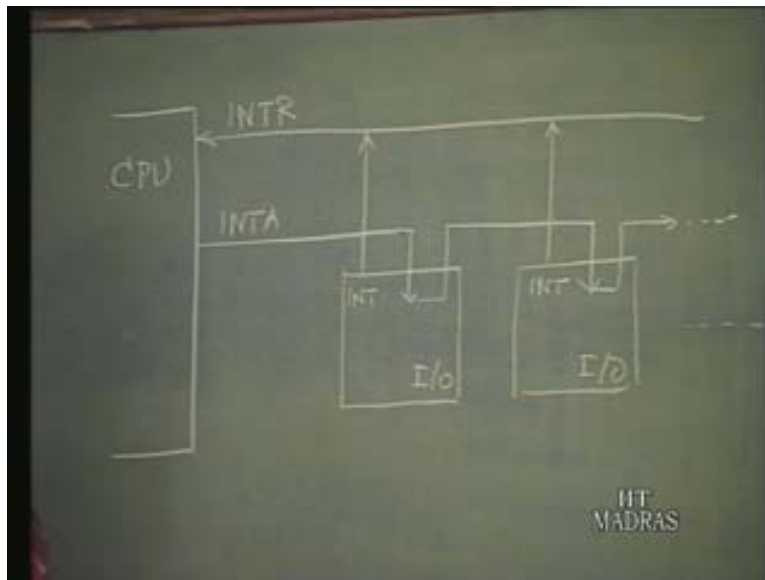 INTR
CPU
INTA
INT
INT
I/O
I/O
IIT
MADRAS